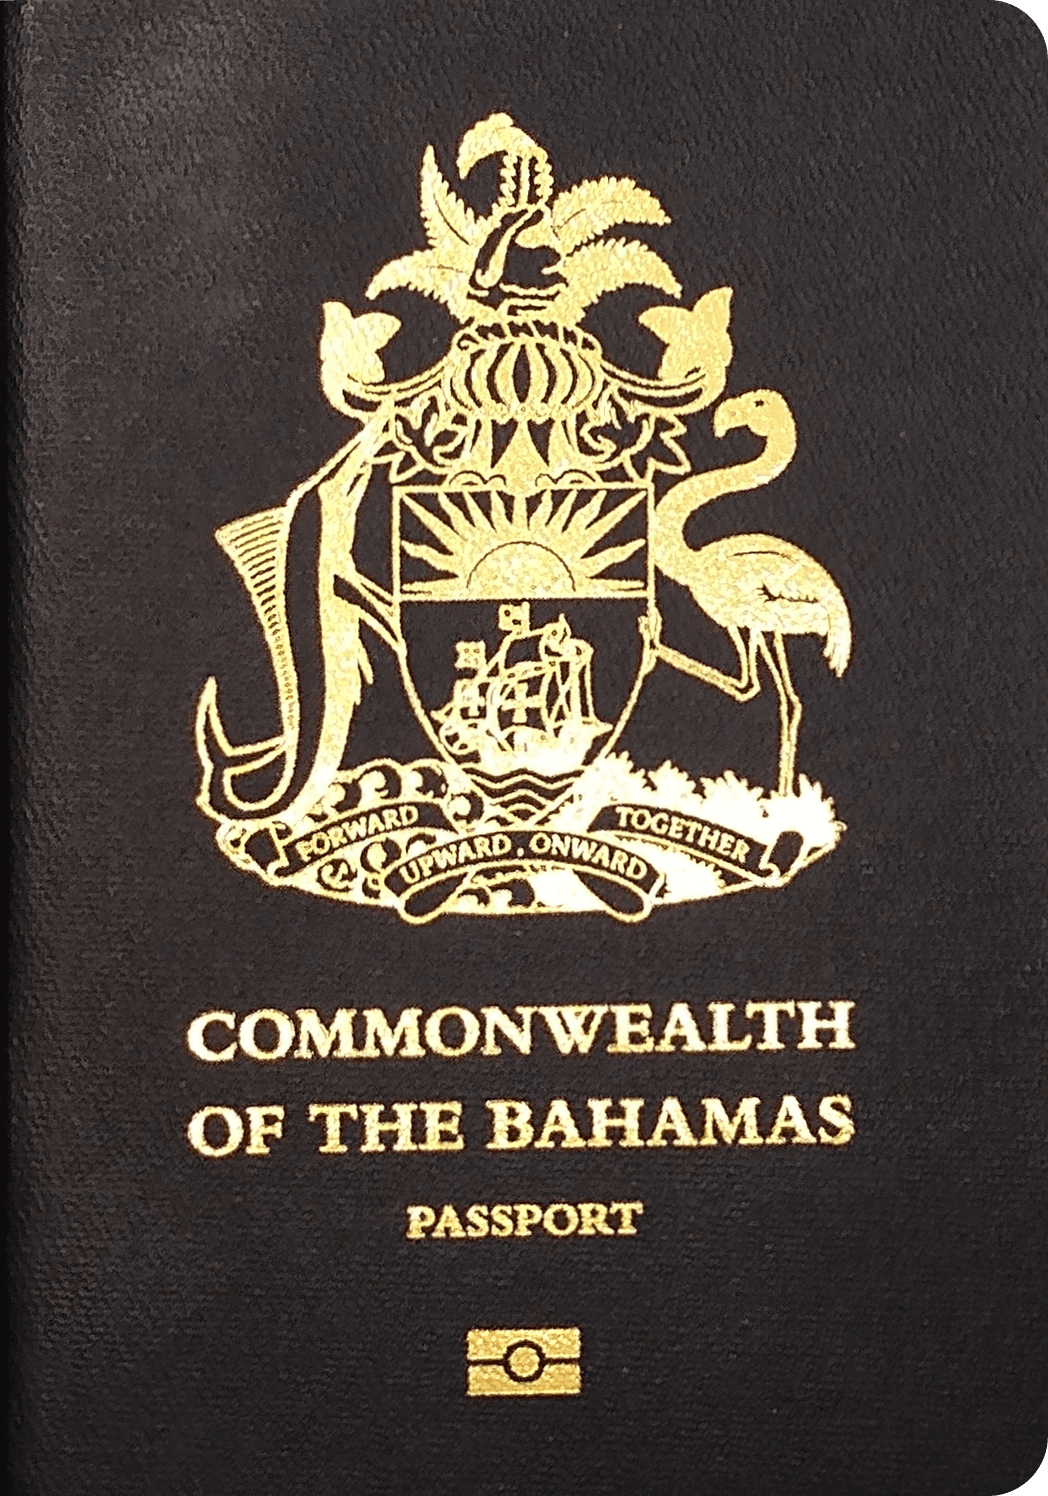 FORWARD
UPWARD . ONWARD
TOGETHER
COMMONWEALTH
OF THE BAHAMAS
PASSPORT